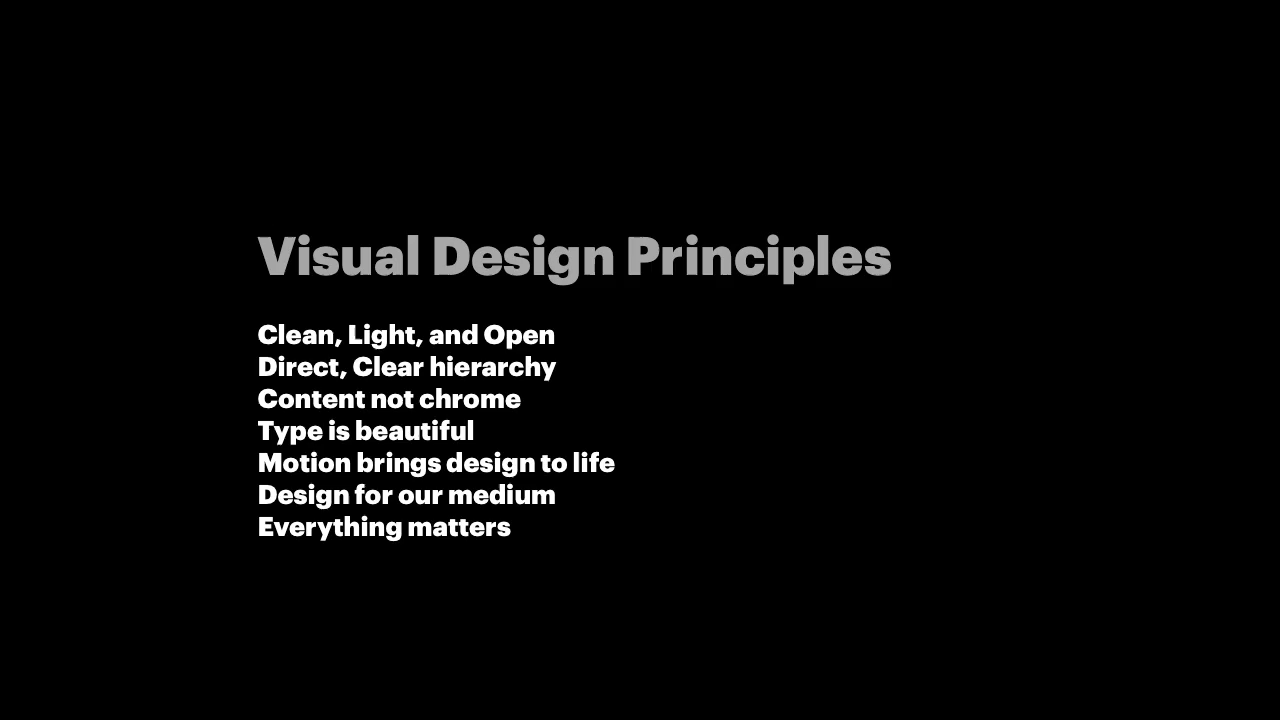 Visual Design Principles
Clean, Light, and Open
Direct, Clear hierarchy
Content not chrome
Type is beautiful
Motion brings design to life
Design for our medium
Everything matters